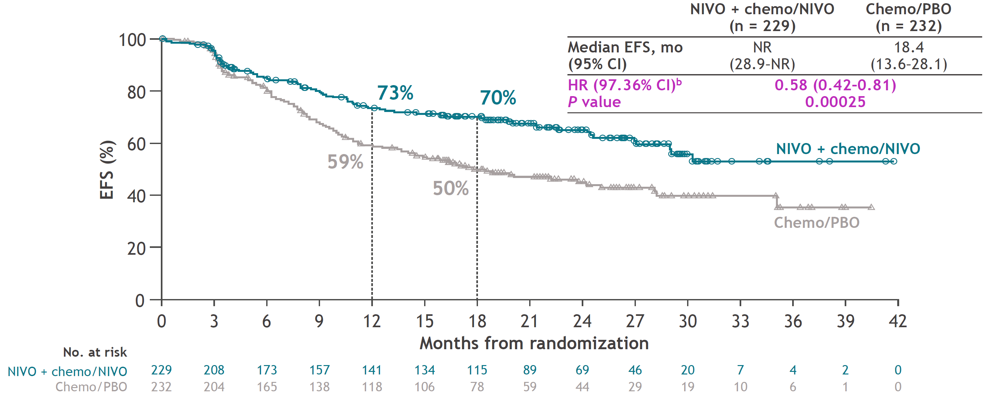 NIVO + chemo/NIVO Chemo/PBO
(n = 229) (n = 232)
Median EFS, mo NR 18.4
(95% CI) (28.9-NR) (13.6-28.1)
HR (97.36% CI)b 0.58 (0.42-0.81)
P value 0.00025
EFS (%)
100
80
60
40
20
0
73%
70%
59%
50%
NIVO + chemo/NIVO
Chemo/PBO
0 3 6 9 12 15 18 21 24 27 30 33 36 39 42
Months from randomization
No. at risk
NIVO + chemo/NIVO 229 208 173 157 141 134 115 89 69 46 20 7 4 2 0
Chemo/PBO 232 204 165 138 118 106 78 59 44 29 19 10 6 1 0